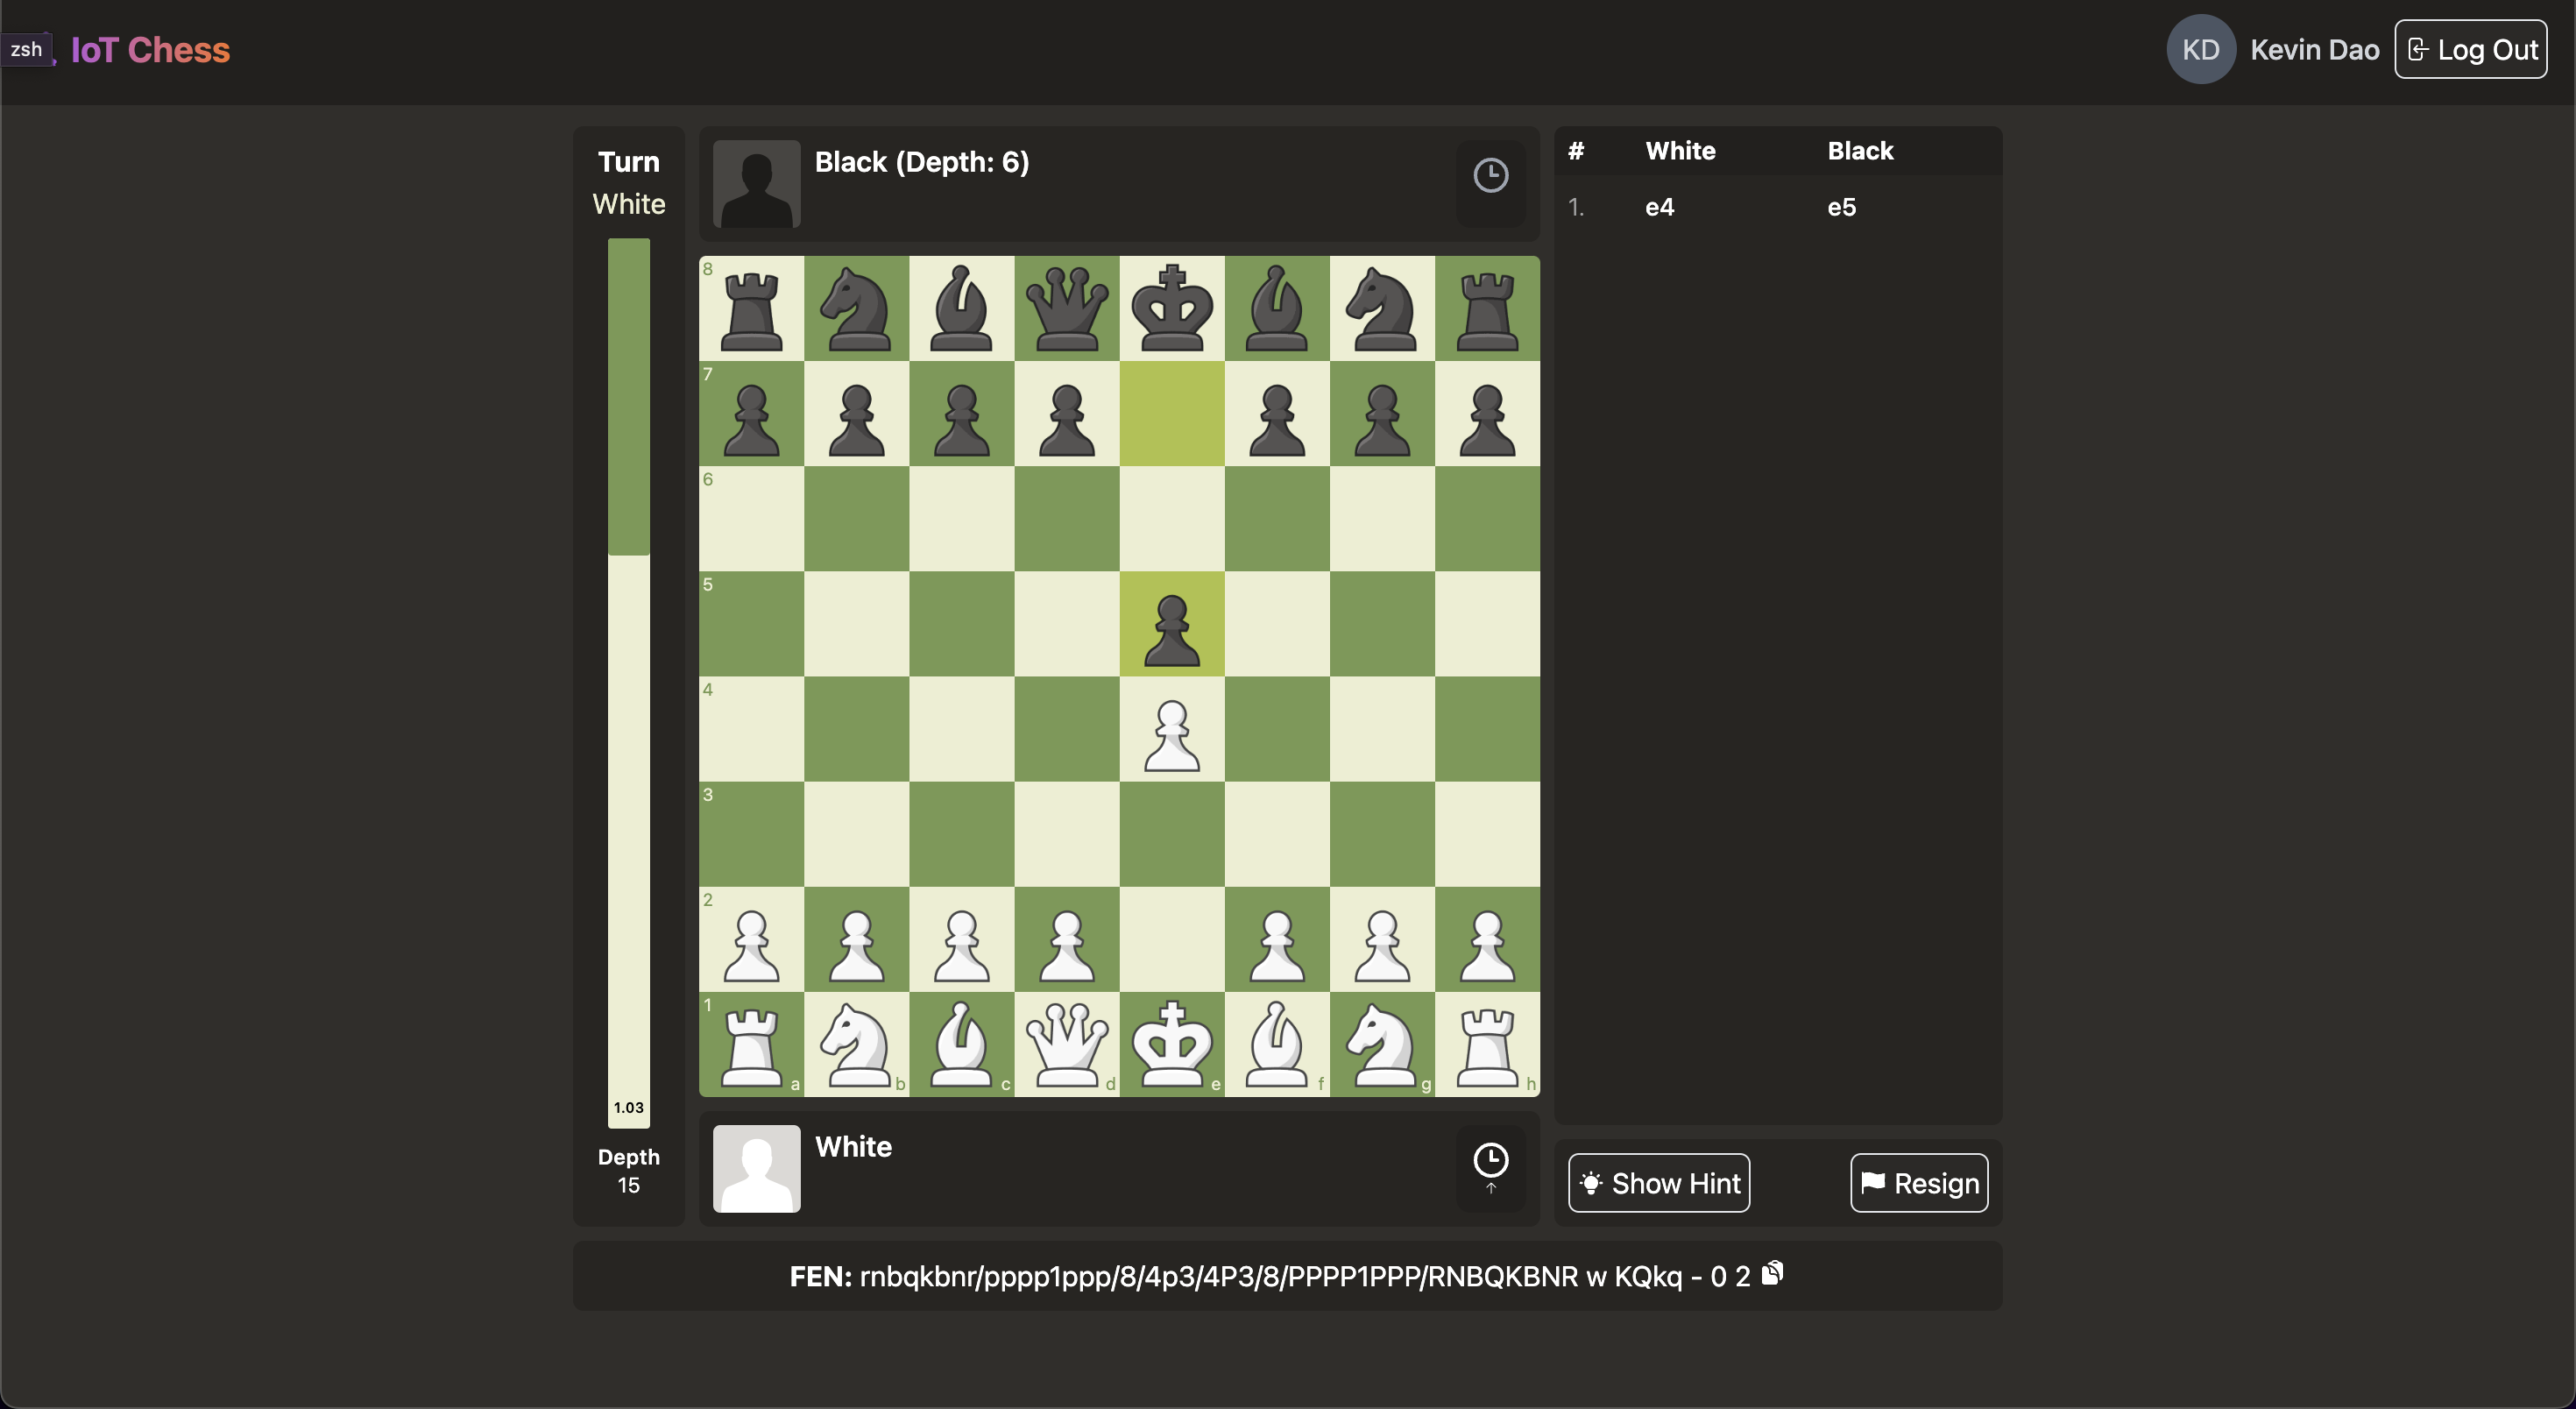 zsh
IoT Chess
KD Kevin Dao Log Out
Turn
White
1.03
Depth
15
Black (Depth: 6)
8
7
6
5
4
3
2
1
a b c d e f g h
White
# White Black
1. e4 e5
Show Hint Resign
FEN: rnbqkbnr/pppp1ppp/8/4p3/4P3/8/PPPP1PPP/RNBQKBNR w KQkq - 0 2